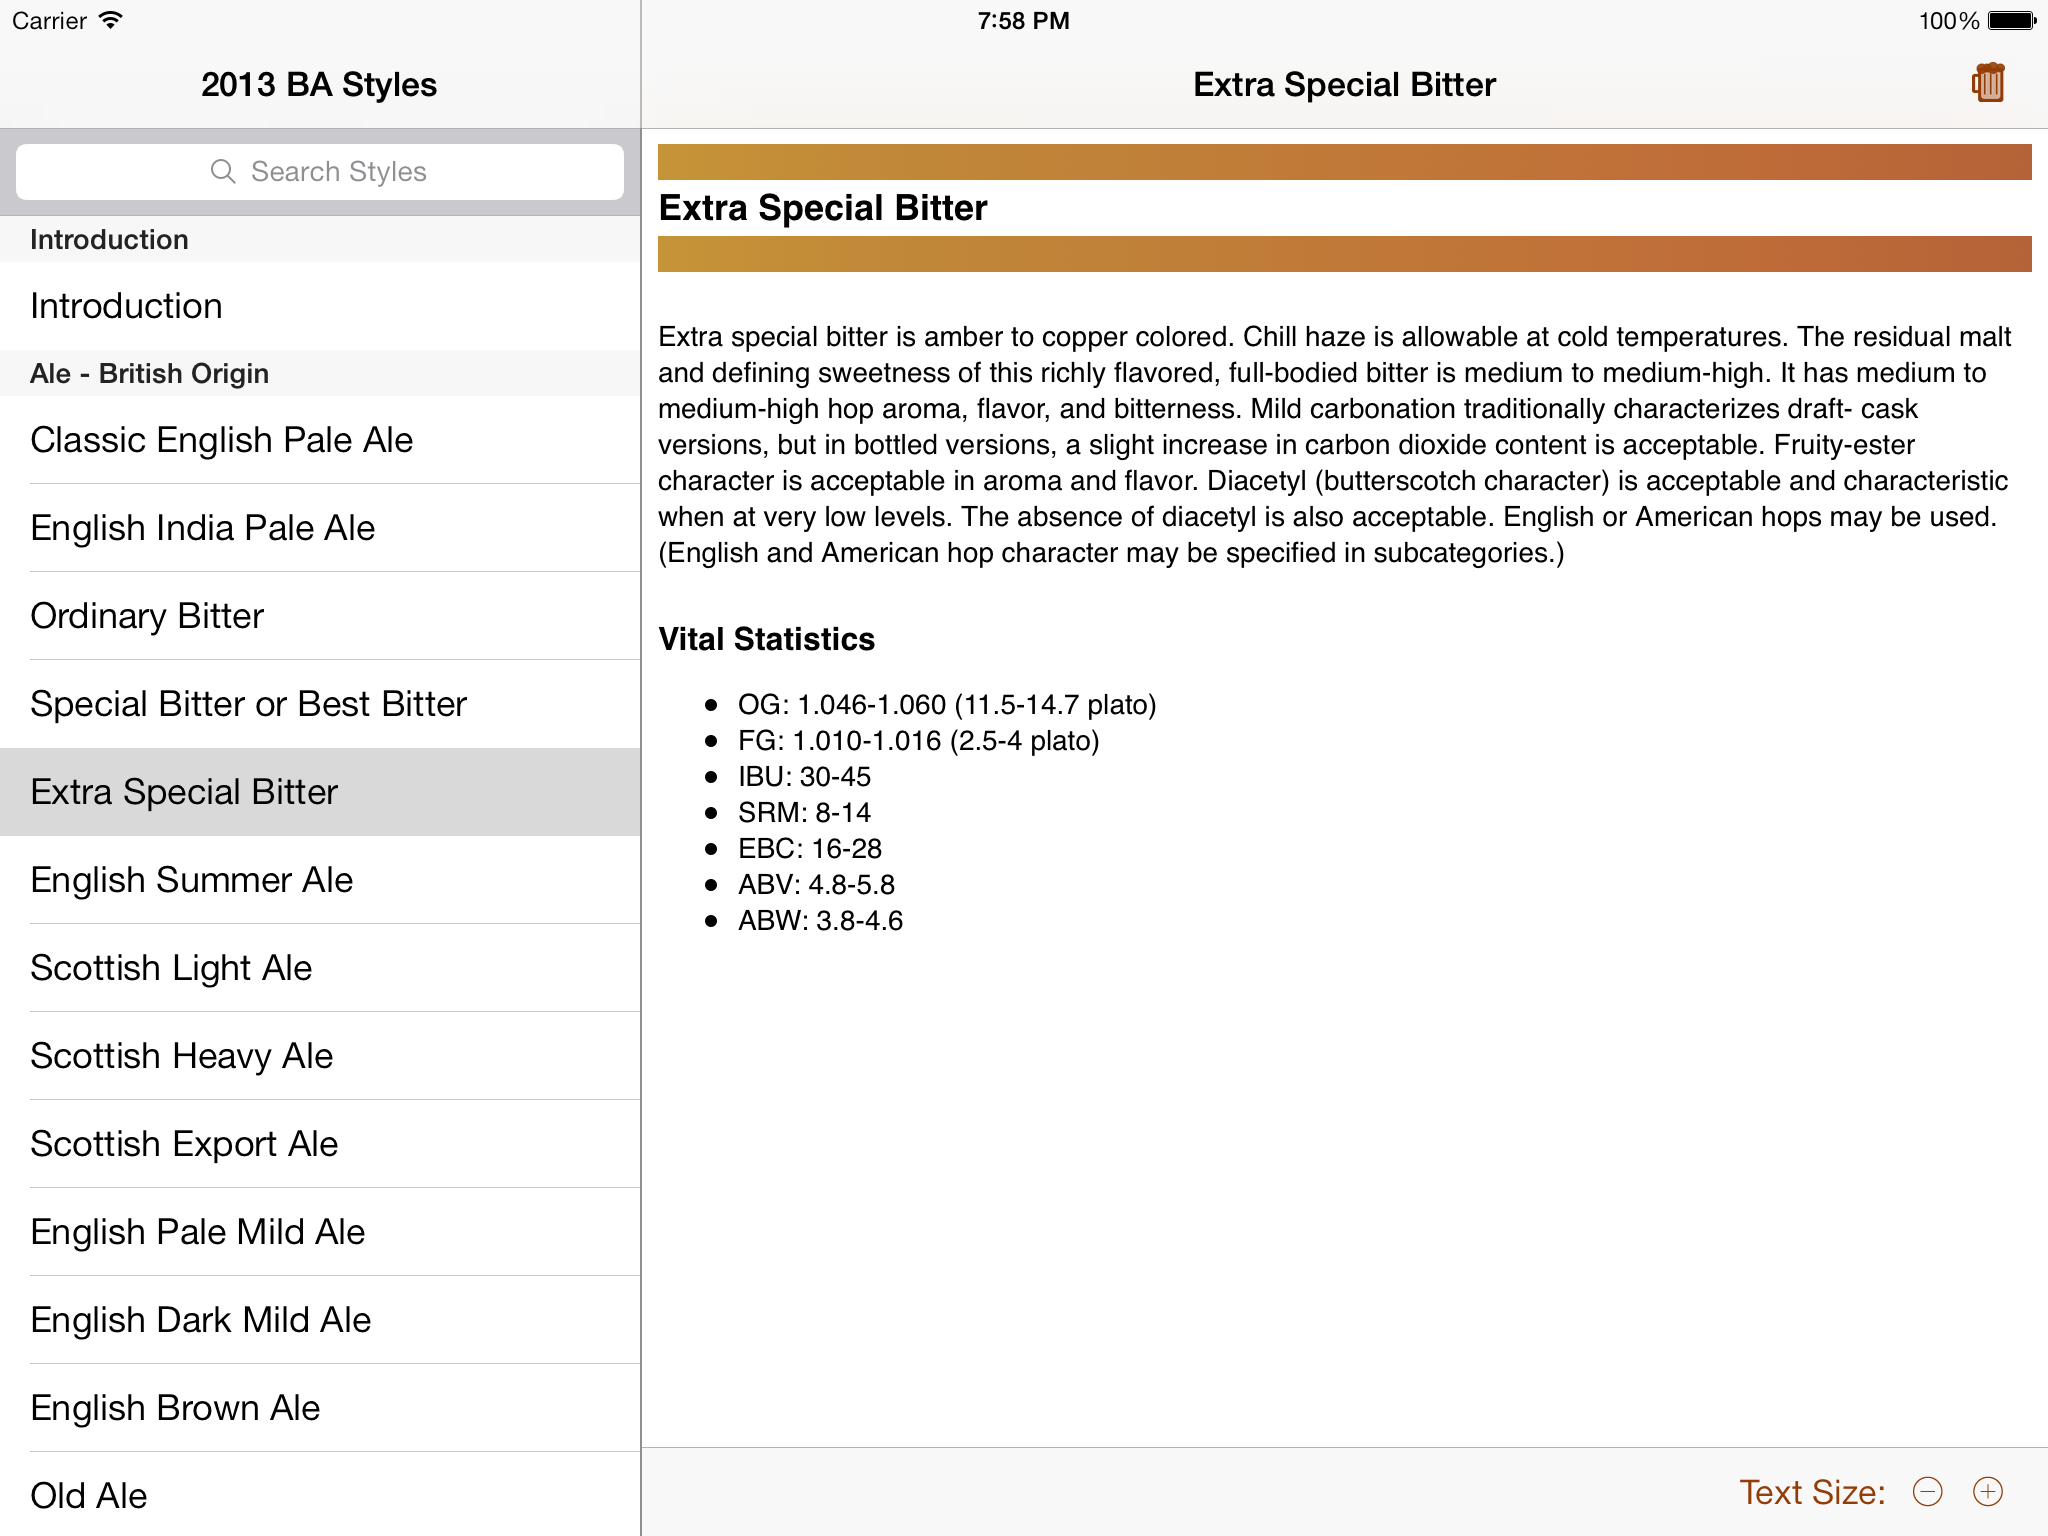 Carrier
7:58 PM
100%
2013 BA Styles
Search Styles
Introduction
Introduction
Ale - British Origin
Classic English Pale Ale
English India Pale Ale
Ordinary Bitter
Special Bitter or Best Bitter
Extra Special Bitter
English Summer Ale
Scottish Light Ale
Scottish Heavy Ale
Scottish Export Ale
English Pale Mild Ale
English Dark Mild Ale
English Brown Ale
Old Ale
Extra Special Bitter
Extra Special Bitter
Extra special bitter is amber to copper colored. Chill haze is allowable at cold temperatures. The residual malt
and defining sweetness of this richly flavored, full-bodied bitter is medium to medium-high. It has medium to
medium-high hop aroma, flavor, and bitterness. Mild carbonation traditionally characterizes draft- cask
versions, but in bottled versions, a slight increase in carbon dioxide content is acceptable. Fruity-ester
character is acceptable in aroma and flavor. Diacetyl (butterscotch character) is acceptable and characteristic
when at very low levels. The absence of diacetyl is also acceptable. English or American hops may be used.
(English and American hop character may be specified in subcategories.)
Vital Statistics
• OG: 1.046-1.060 (11.5-14.7 plato)
• FG: 1.010-1.016 (2.5-4 plato)
• IBU: 30-45
• SRM: 8-14
• EBC: 16-28
• ABV: 4.8-5.8
• ABW: 3.8-4.6
Text Size: